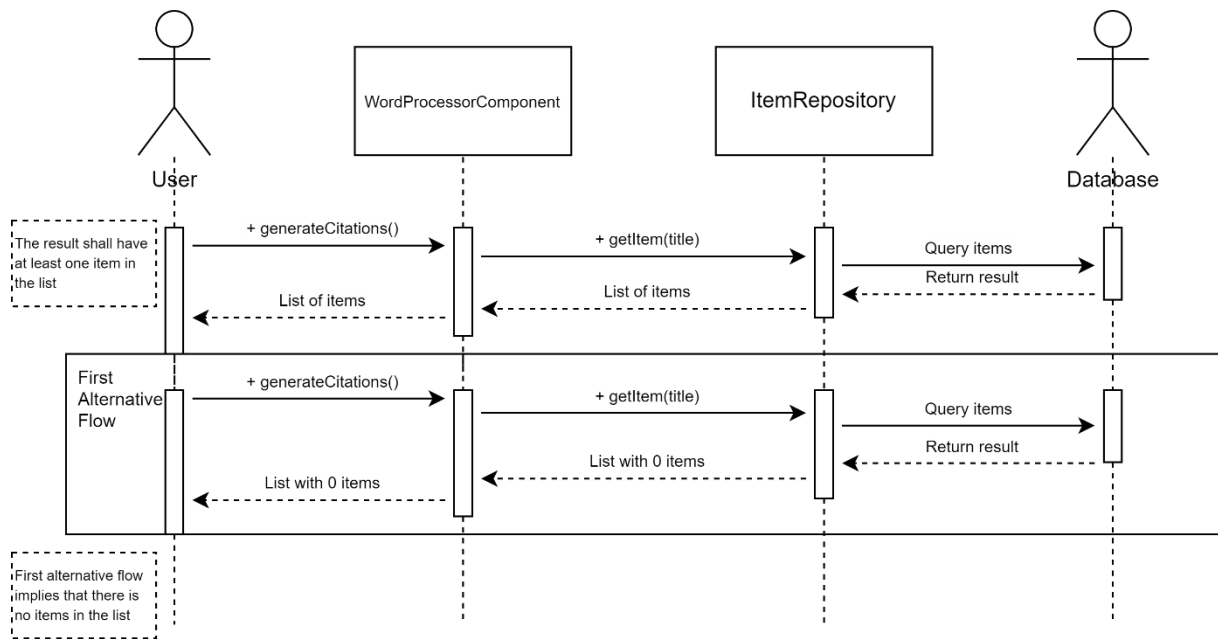 WordProcessorComponent
ItemRepository
User
Database
The result shall have
at least one item in
the list
+ generateCitations()
+ getItem(title)
Query items
Return result
List of items
List of items
First
Alternative
Flow
+ generateCitations()
+ getItem(title)
Query items
Return result
List with 0 items
List with 0 items
First alternative flow
implies that there is
no items in the list